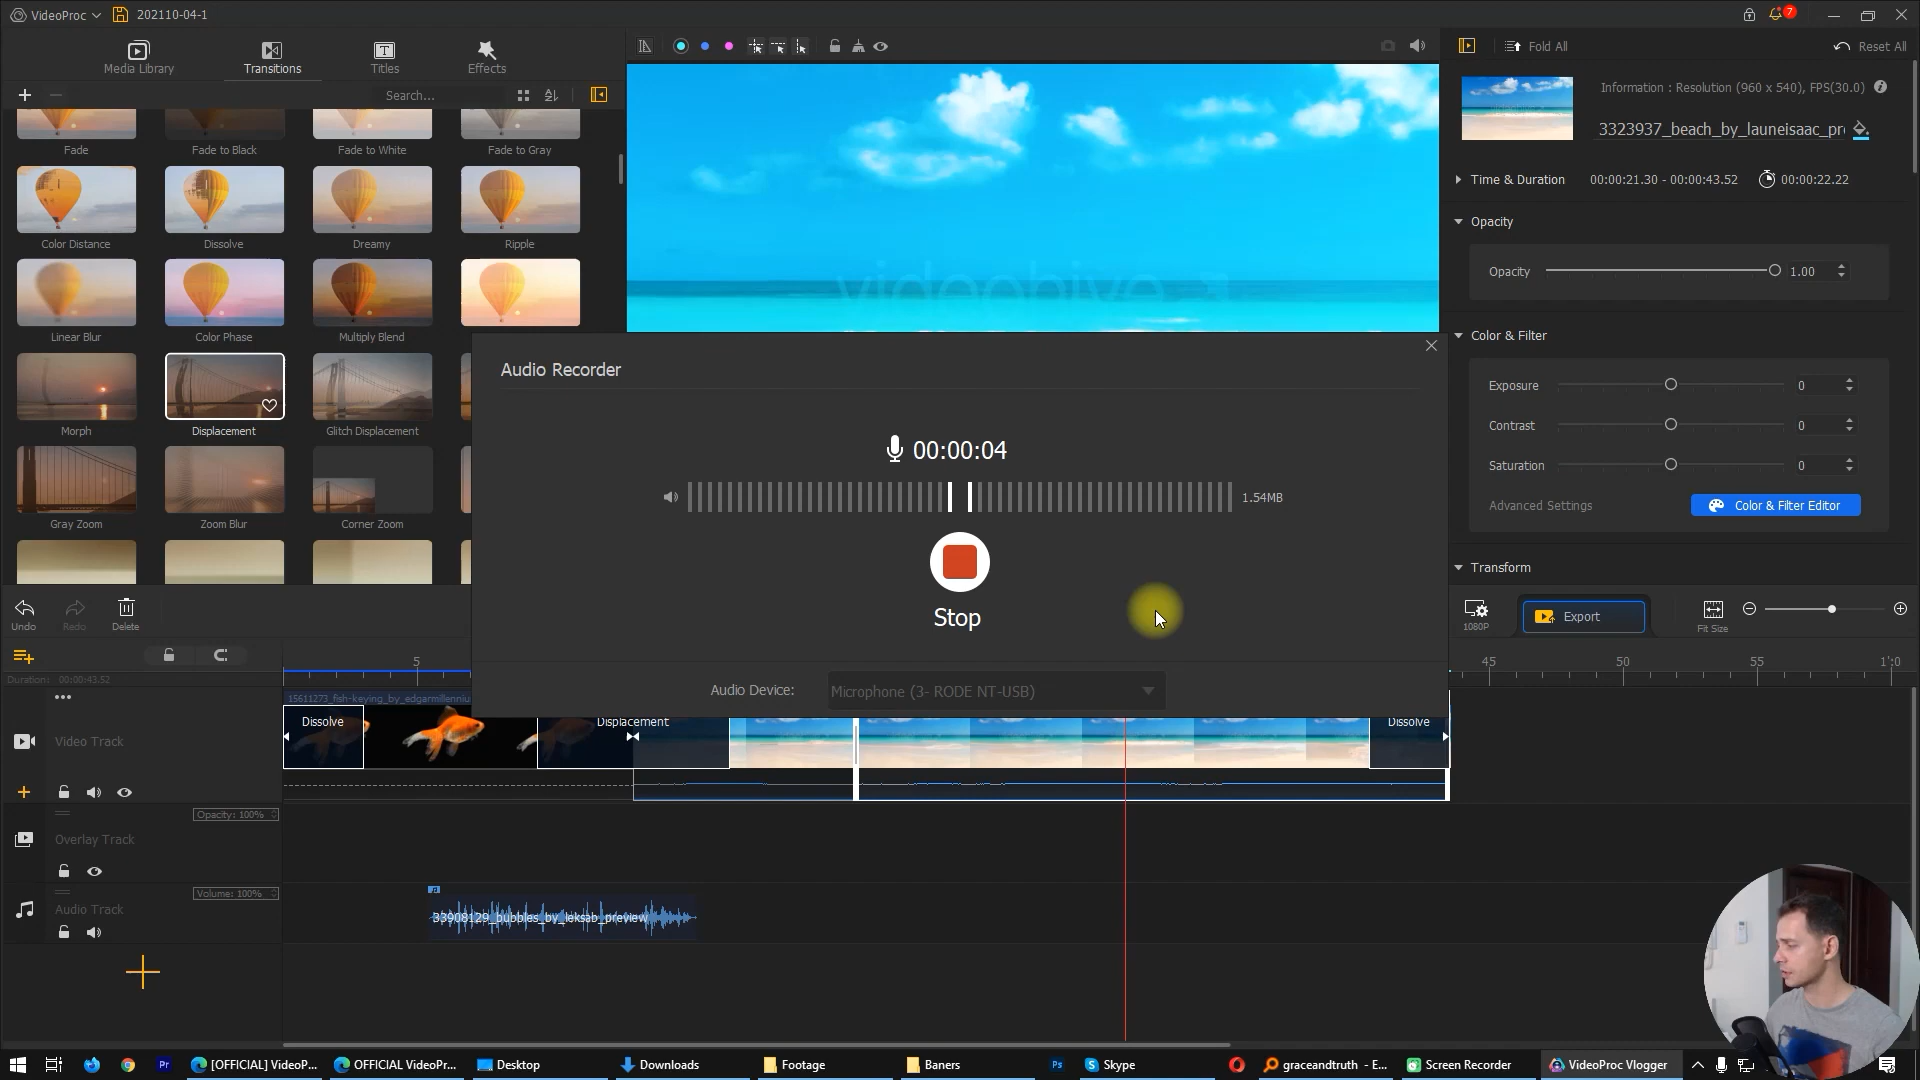 VideoProc
202110-04-1
7
Media Library
Transitions
Titles
Effects
Fold All
Reset All
Search...
Information : Resolution (960 x 540), FPS(30.0)
3323937_beach_by_launeisaac_pr
Fade
Fade to Black
Fade to White
Fade to Gray
Time & Duration
00:00:21.30 - 00:00:43.52
00:00:22.22
Opacity
Color Distance
Dissolve
Dreamy
Ripple
Opacity
1.00
videohive
Linear Blur
Color Phase
Multiply Blend
Color & Filter
Audio Recorder
Exposure
0
Morph
Displacement
Glitch Displacement
Contrast
0
00:00:04
Saturation
0
1.54MB
Advanced Settings
Color & Filter Editor
Gray Zoom
Zoom Blur
Corner Zoom
Transform
Stop
Undo
Redo
Delete
1080P
Export
Fit Size
5
45
50
55
1':0
Duration: 00:00:43.52
Audio Device:
Microphone (3- RODE NT-USB)
15611273_fish-keying_by_edgarmillenniu
Dissolve
Displacement
Dissolve
Video Track
Opacity: 100%
Overlay Track
Volume: 100%
Audio Track
33908129_bubbles_by_leksab_preview
Pr
[OFFICIAL] VideoP...
OFFICIAL VideoPr...
Desktop
Downloads
Footage
Baners
Ps
Skype
graceandtruth - E...
Screen Recorder
VideoProc Vlogger